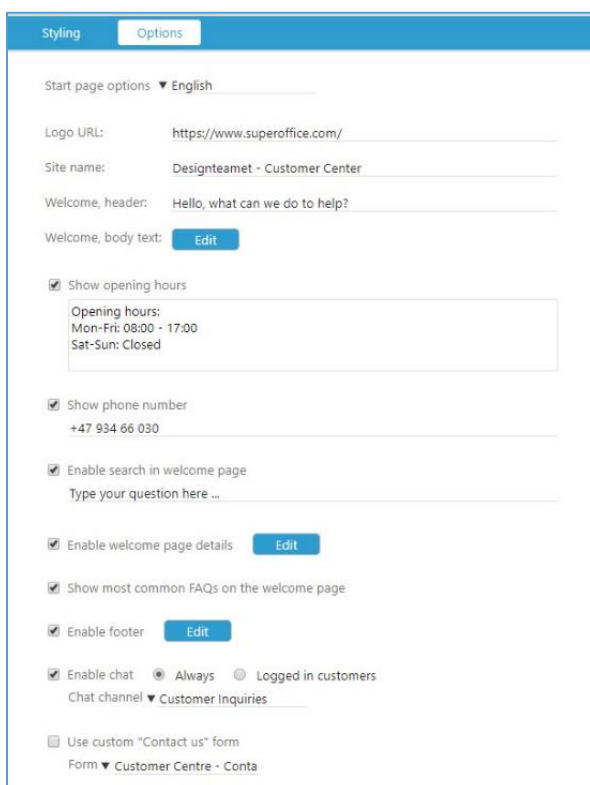 Styling Options
Start page options ▼ English
Logo URL: https://www.superoffice.com/
Site name: Designteamet - Customer Center
Welcome, header: Hello, what can we do to help?
Welcome, body text: Edit
Show opening hours
Opening hours:
Mon-Fri: 08:00 - 17:00
Sat-Sun: Closed
Show phone number
+47 934 66 030
Enable search in welcome page
Type your question here ...
Enable welcome page details Edit
Show most common FAQs on the welcome page
Enable footer Edit
Enable chat Always Logged in customers
Chat channel ▼ Customer Inquiries
Use custom "Contact us" form
Form ▼ Customer Centre - Conta